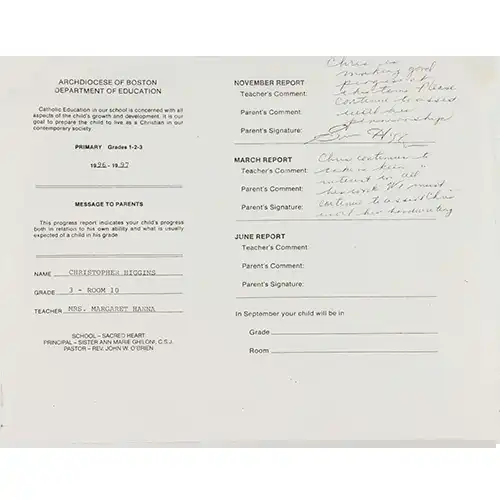 ARCHDIOCESE OF BOSTON
DEPARTMENT OF EDUCATION
Catholic Education in our school is concerned with all
aspects of the child's growth and development. It is our
goal to prepare the child to live as a Christian in our
contemporary society.
PRIMARY Grades 1-2-3
1996-1997
MESSAGE TO PARENTS
This progress report indicates your child's progress
both in relation to his own ability and what is usually
expected of a child in his grade
NAME CHRISTOPHER HIGGINS
GRADE 3 - ROOM 10
TEACHER MRS. MARGARET HANNA
SCHOOL - SACRED HEART
PRINCIPAL - SISTER ANN MARIE GHILONI, C.S.J.
PASTOR - REV. JOHN W. O'BRIEN
Chris is
making good
NOVEMBER REPORT progress at
Teacher's Comment: this time. Please
Parent's Comment: continue to assist
with his
Parent's Signature: penmanship
MARCH REPORT Chris continues to
Teacher's Comment: take a keen
Parent's Comment: interest in all
his work. We must
Parent's Signature: continue to assist Chris
with his handwriting
JUNE REPORT
Teacher's Comment:
Parent's Comment:
Parent's Signature:
In September your child will be in
Grade
Room